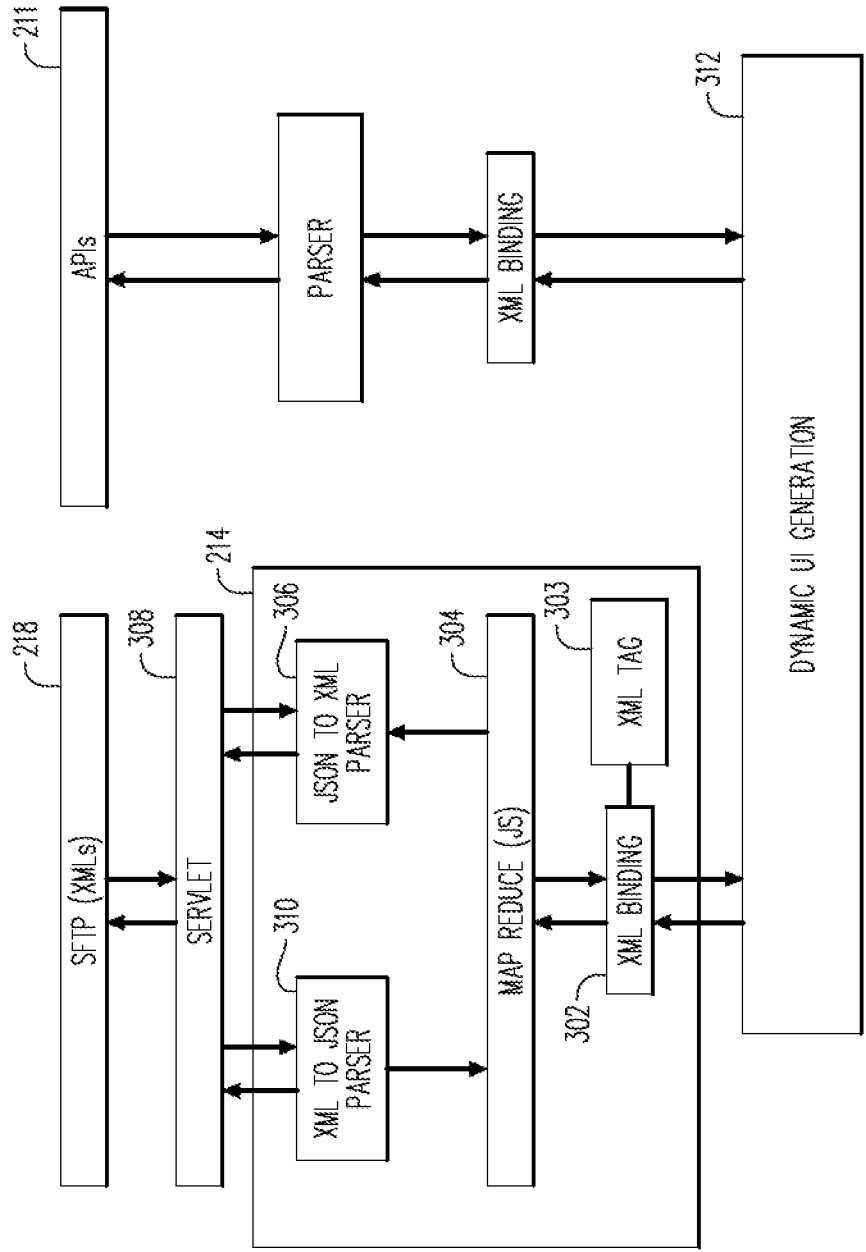 SFTP (XMLs)
218
APIs
211
SERVLET
308
214
XML TO JSON
PARSER
310
JSON TO XML
PARSER
306
PARSER
MAP REDUCE (JS)
304
XML BINDING
302
XML TAG
303
XML BINDING
DYNAMIC UI GENERATION
312